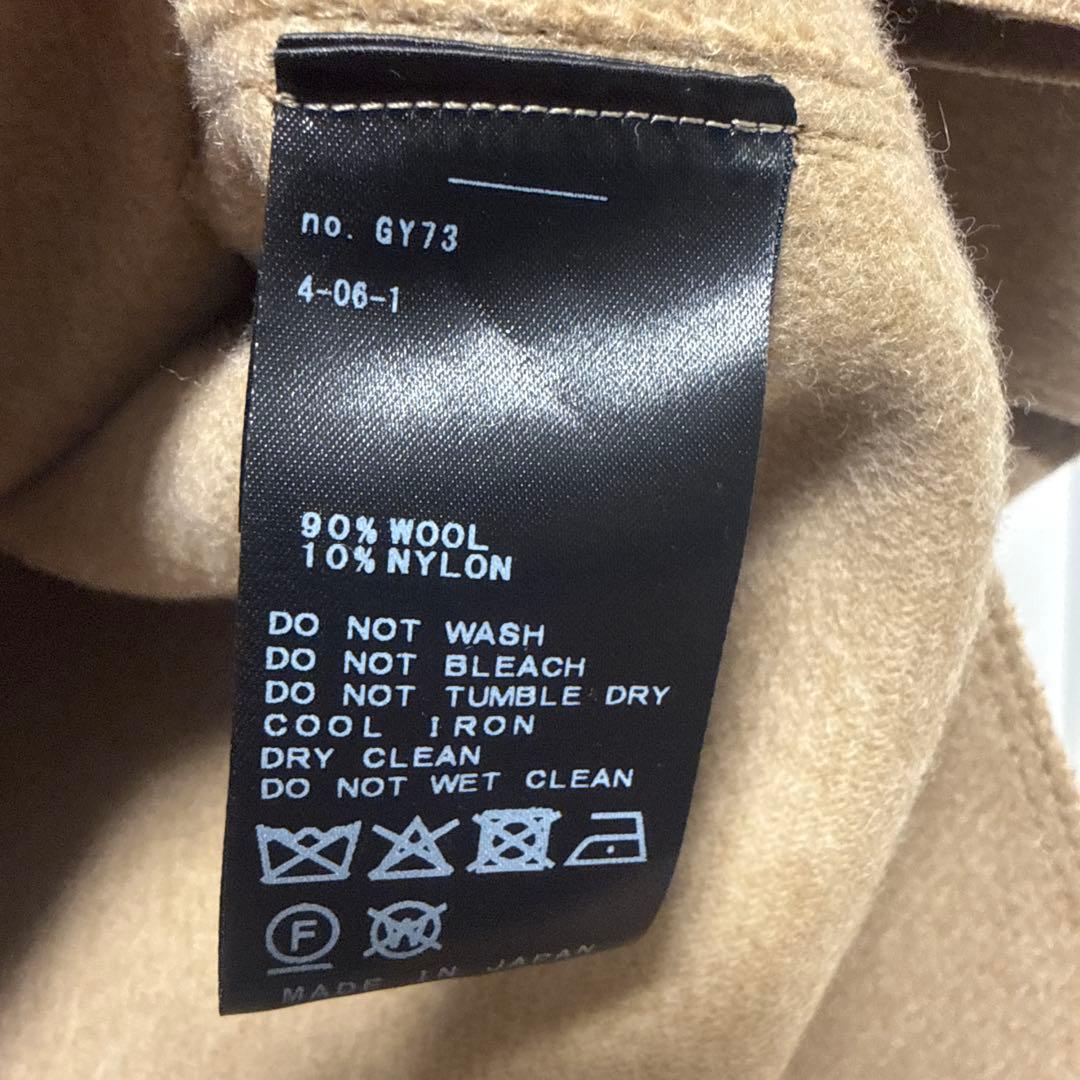 no. GY73
4-06-1
90% WOOL
10% NYLON
DO NOT WASH
DO NOT BLEACH
DO NOT TUMBLE DRY
COOL IRON
DRY CLEAN
DO NOT WET CLEAN
F W
MADE IN JAPAN